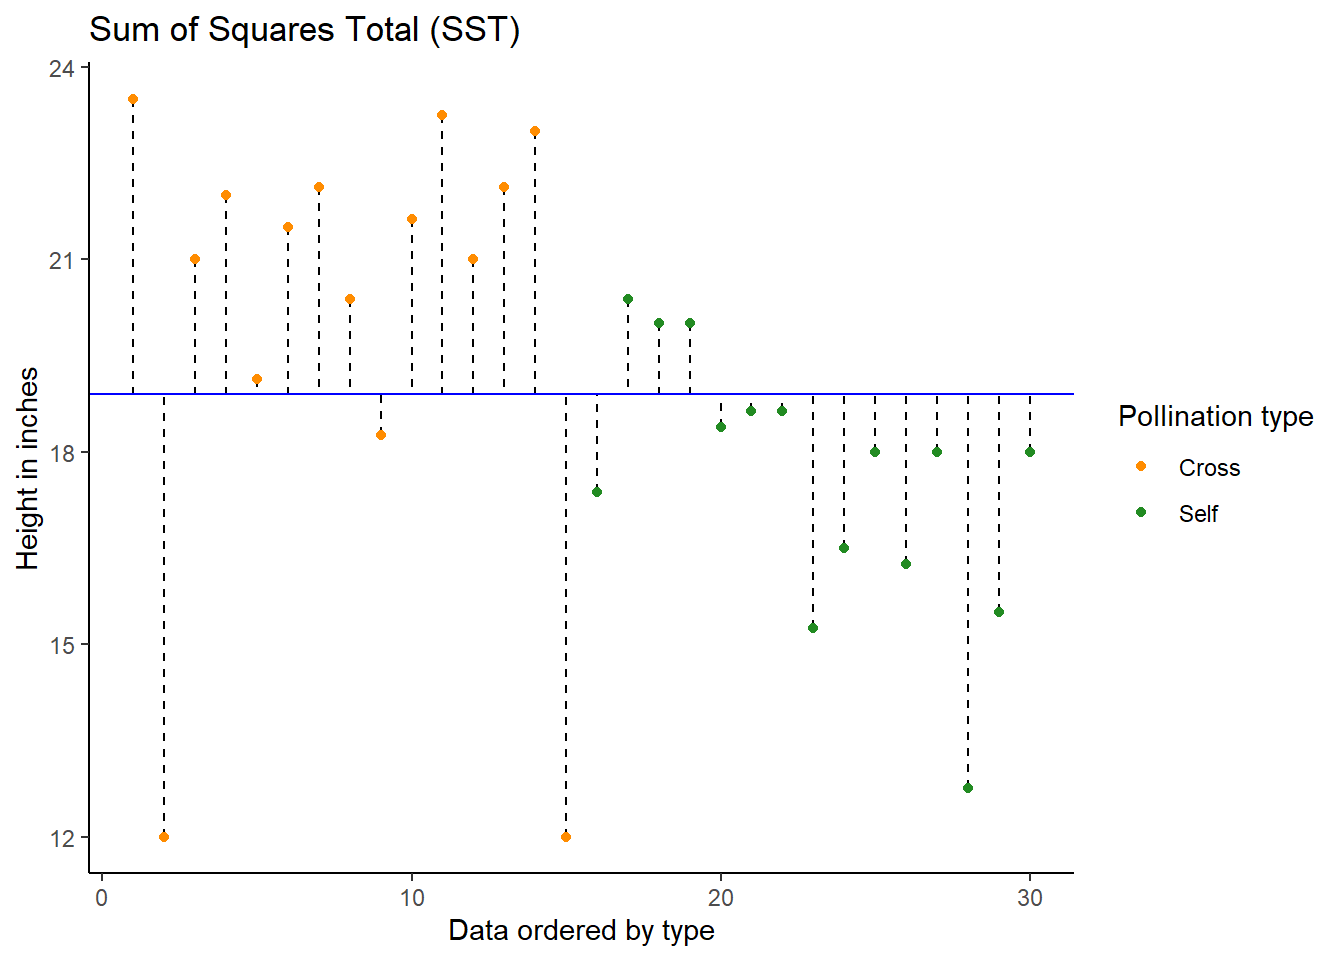 Sum of Squares Total (SST)
24
21
18
15
12
Height in inches
0 10 20 30
Data ordered by type
Pollination type
Cross
Self